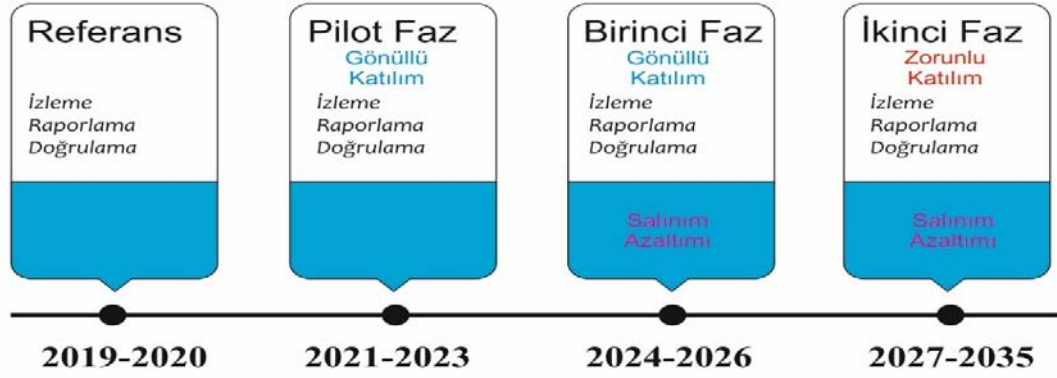 Referans
İzleme
Raporlama
Doğrulama
2019-2020
Pilot Faz
Gönüllü
Katılım
İzleme
Raporlama
Doğrulama
2021-2023
Birinci Faz
Gönüllü
Katılım
İzleme
Raporlama
Doğrulama
Salınım
Azaltımı
2024-2026
İkinci Faz
Zorunlu
Katılım
İzleme
Raporlama
Doğrulama
Salınım
Azaltımı
2027-2035